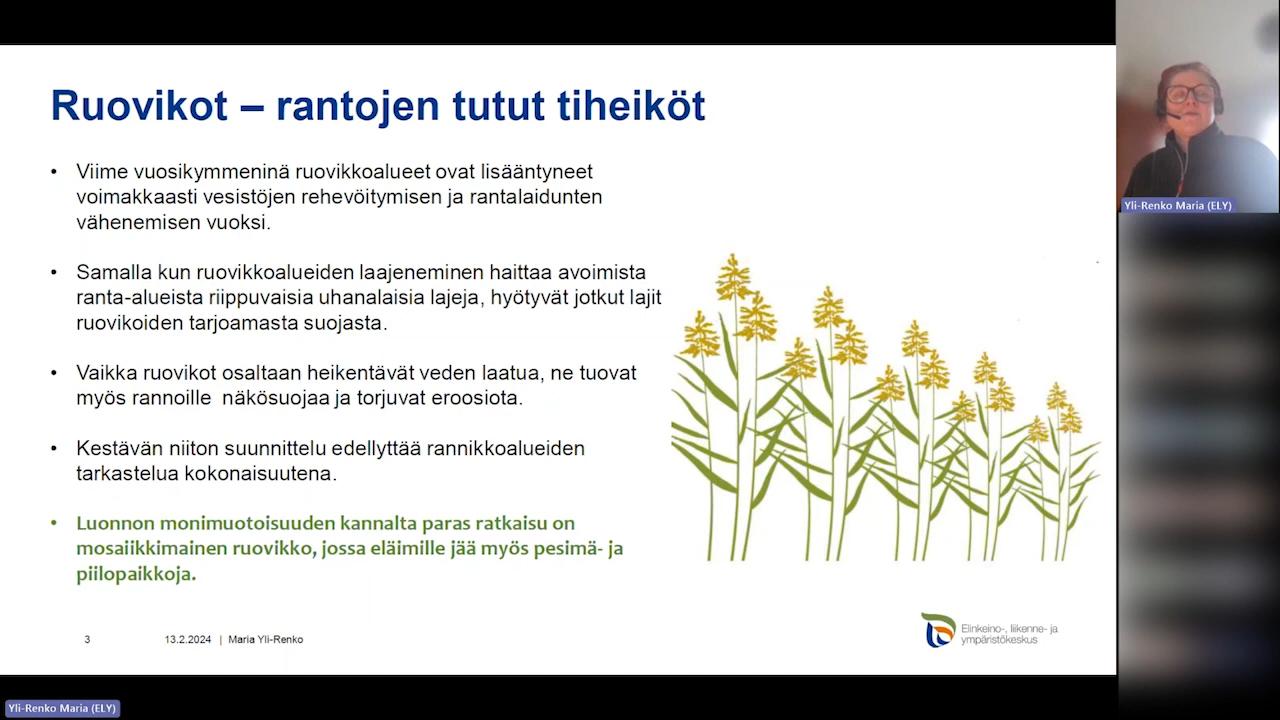 Ruovikot – rantojen tutut tiheiköt
• Viime vuosikymmeninä ruovikkoalueet ovat lisääntyneet
voimakkaasti vesistöjen rehevöitymisen ja rantalaidunten
vähenemisen vuoksi.
• Samalla kun ruovikkoalueiden laajeneminen haittaa avoimista
ranta-alueista riippuvaisia uhanalaisia lajeja, hyötyvät jotkut lajit
ruovikoiden tarjoamasta suojasta.
• Vaikka ruovikot osaltaan heikentävät veden laatua, ne tuovat
myös rannoille näkösuojaa ja torjuvat eroosiota.
• Kestävän niiton suunnittelu edellyttää rannikkoalueiden
tarkastelua kokonaisuutena.
• Luonnon monimuotoisuuden kannalta paras ratkaisu on
mosaiikkimainen ruovikko, jossa eläimille jää myös pesimä- ja
piilopaikkoja.
3 13.2.2024 | Maria Yli-Renko
Elinkeino-, liikenne- ja
ympäristökeskus
Yli-Renko Maria (ELY)
Yli-Renko Maria (ELY)